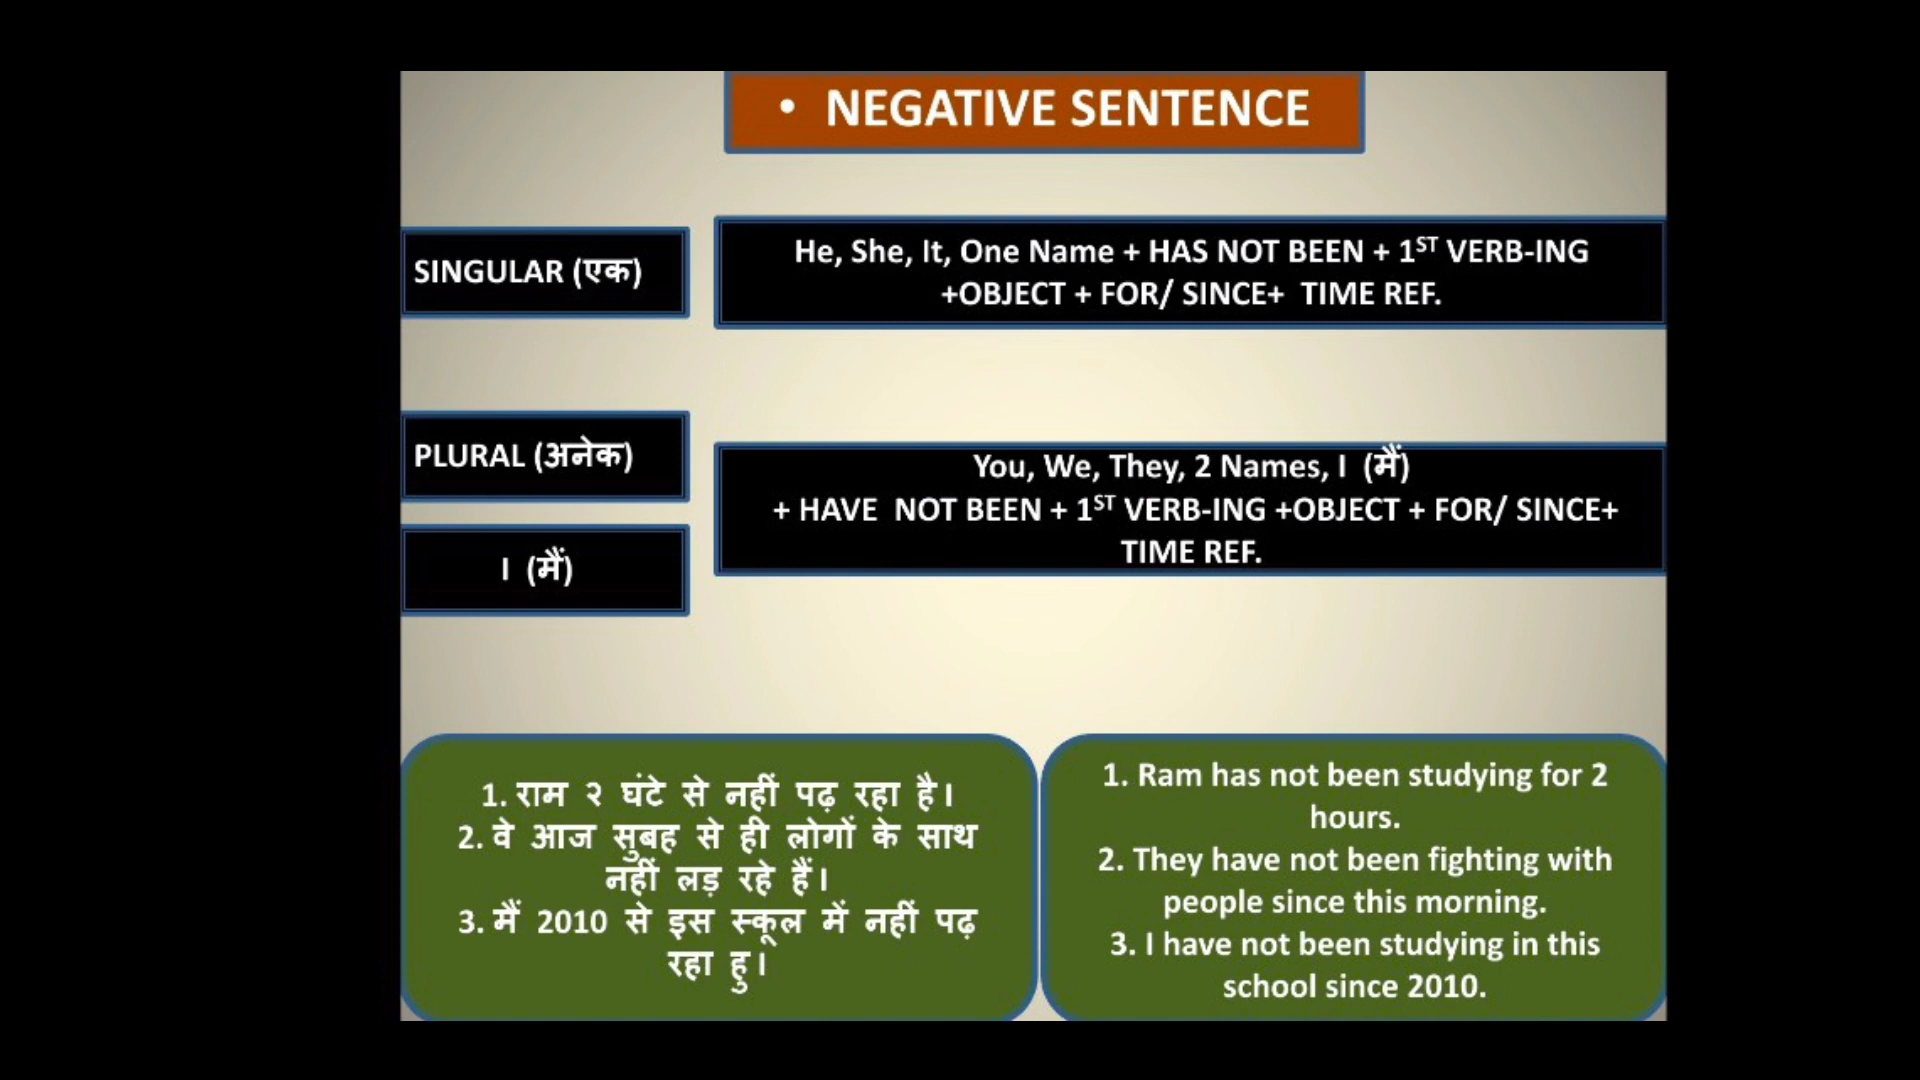 • NEGATIVE SENTENCE
SINGULAR (एक)
He, She, It, One Name + HAS NOT BEEN + 1ST VERB-ING
+OBJECT + FOR/ SINCE+ TIME REF.
PLURAL (अनेक)
I (मैं)
You, We, They, 2 Names, I (मैं)
+ HAVE NOT BEEN + 1ST VERB-ING +OBJECT + FOR/ SINCE+
TIME REF.
1. राम २ घंटे से नहीं पढ़ रहा है।
2. वे आज सुबह से ही लोगों के साथ
नहीं लड़ रहे हैं।
3. मैं 2010 से इस स्कूल में नहीं पढ़
रहा हु।
1. Ram has not been studying for 2
hours.
2. They have not been fighting with
people since this morning.
3. I have not been studying in this
school since 2010.